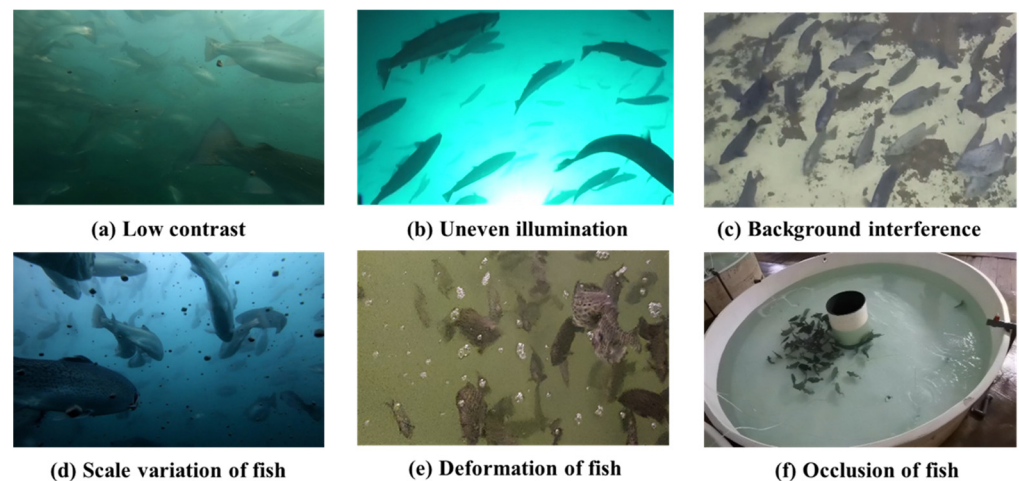 (a) Low contrast
(b) Uneven illumination
(c) Background interference
(d) Scale variation of fish
(e) Deformation of fish
(f) Occlusion of fish